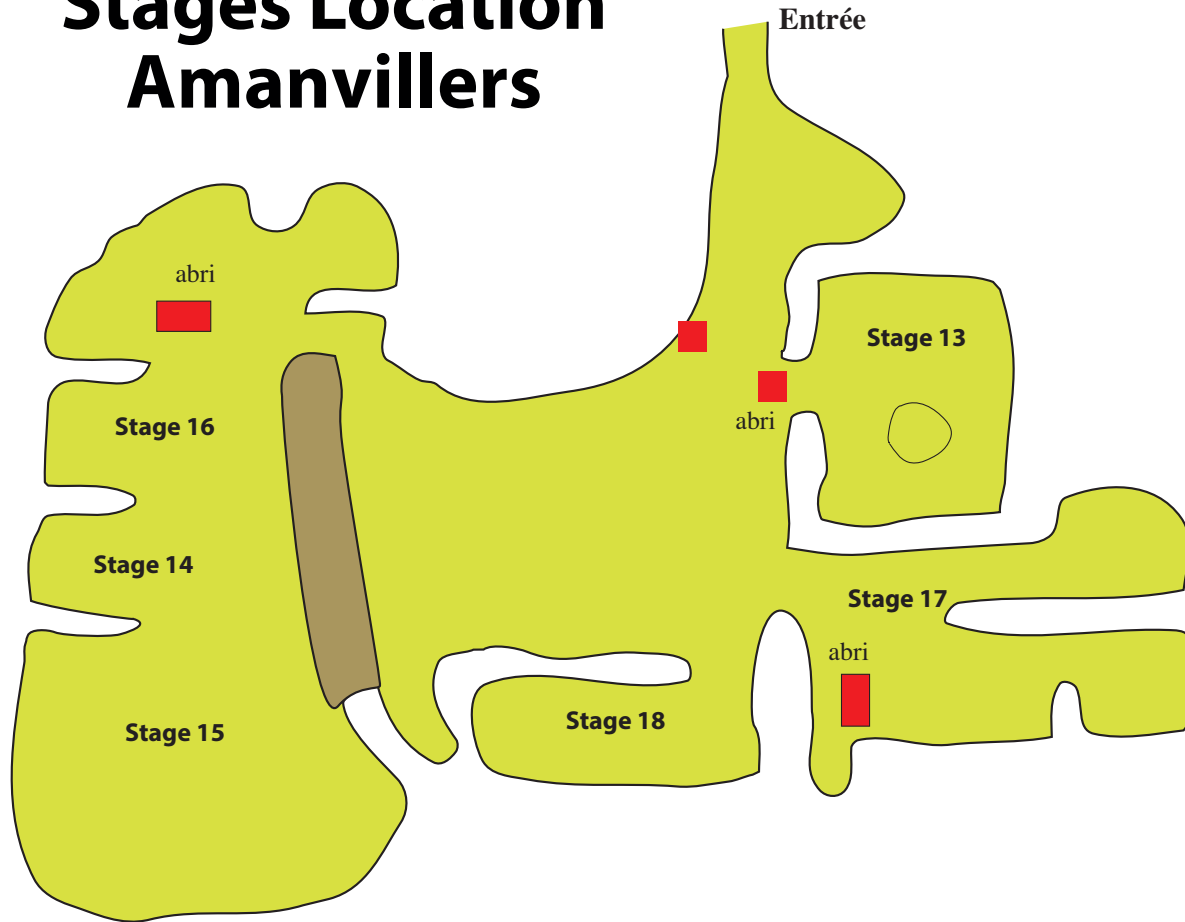 Stages Location
Amanvillers
Entrée
abri
Stage 13
abri
Stage 16
Stage 14
Stage 17
abri
Stage 18
Stage 15